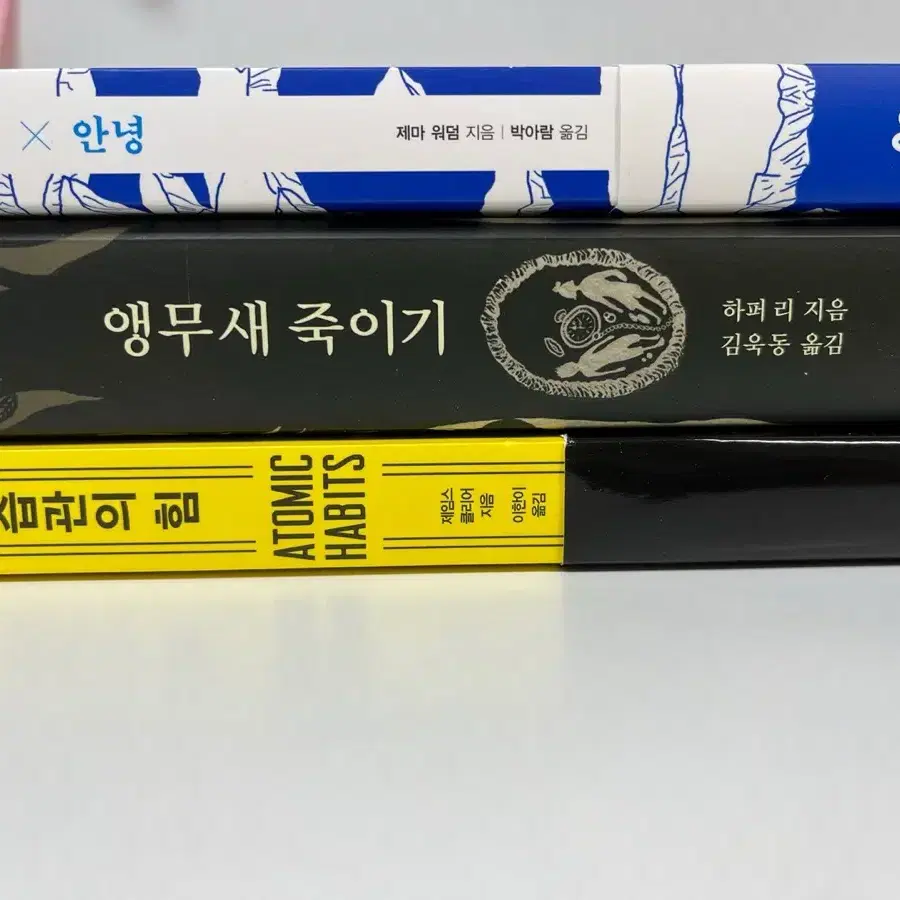 안녕
제마 워덤 지음 | 박아람 옮김
앵무새 죽이기
하퍼 리 지음
김욱동 옮김
습관의 힘
ATOMIC
HABITS
제임스
클리어
지음
이한이
옮김